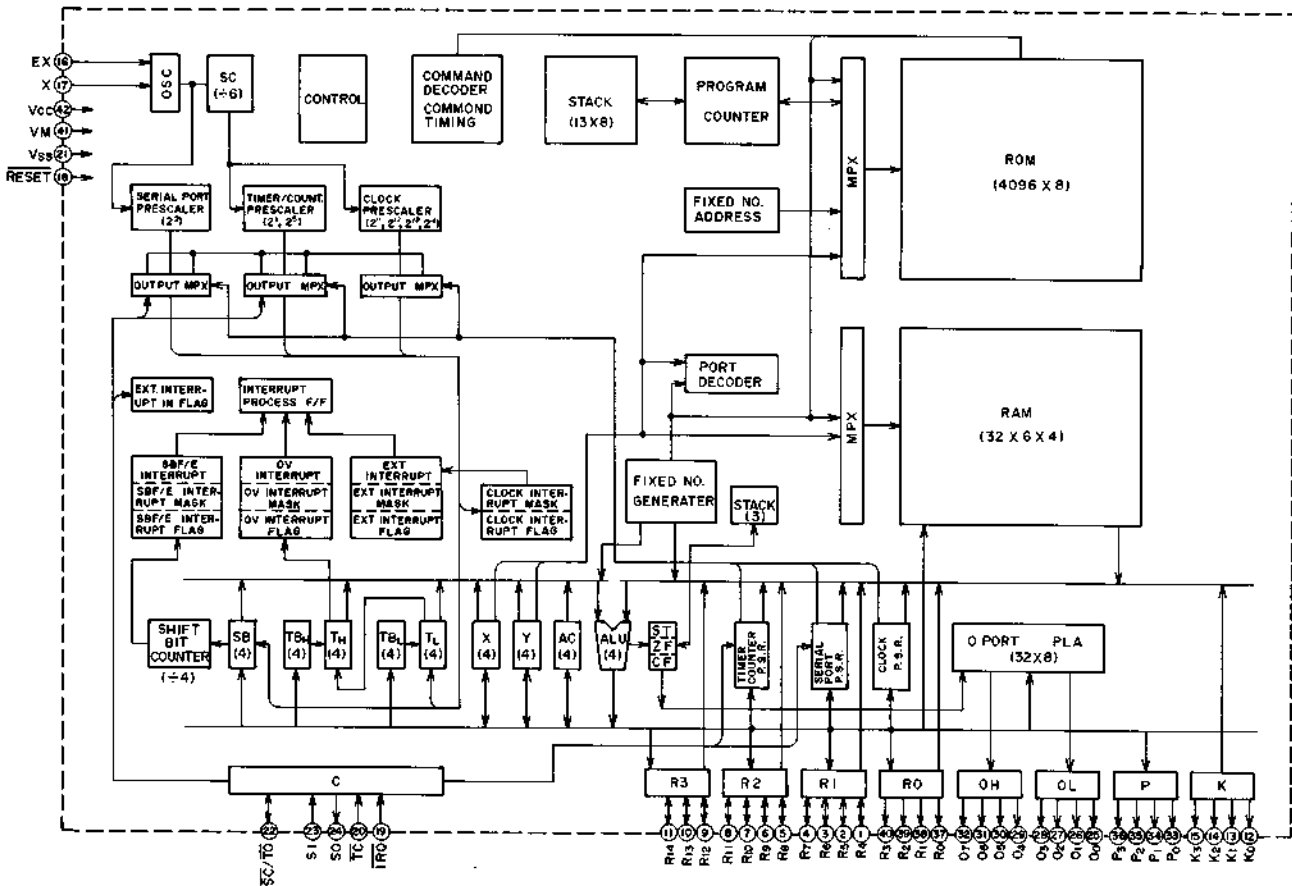 EX 16
X 17
VCC 42
VM 41
VSS 21
RESET 18
OSC
SC
(÷6)
CONTROL
COMMAND
DECODER
COMMOND
TIMING
STACK
(13X8)
PROGRAM
COUNTER
MPX
ROM
(4096 X 8)
FIXED NO.
ADDRESS
SERIAL PORT
PRESCALER
TIMER/COUNT.
PRESCALER
CLOCK
PRESCALER
OUTPUT MPX
OUTPUT MPX
OUTPUT MPX
PORT
DECODER
MPX
RAM
(32 X 6 X 4)
EXT. INTER-
RUPT IN FLAG
INTERRUPT
PROCESS F/F
SBF/E
INTERRUPT
SBF/E INTER-
RUPT MASK
SBF/E INTER-
RUPT FLAG
OV
INTERRUPT
OV INTERRUPT
MASK
OV INTERRUPT
FLAG
EXT
INTERRUPT
EXT INTERRUPT
MASK
EXT INTERRUPT
FLAG
CLOCK INTER-
RUPT MASK
CLOCK INTER-
RUPT FLAG
FIXED NO.
GENERATER
STACK
(3)
SHIFT
BIT
COUNTER
(÷4)
SB
(4)
TBH
(4)
TH
(4)
TBL
(4)
TL
(4)
X
(4)
Y
(4)
AC
(4)
ALU
(4)
ST
ZF
CF
TIMER
COUNTER
P.S.R.
SERIAL
PORT
P.S.R.
CLOCK
P.S.R.
O PORT PLA
(32X8)
C
R3
R2
R1
R0
OH
OL
P
K
22 23 24 20 19
SC/TO SI SO TC IRQ
11 10 9 8 7 6 5 4 3 2 1 40 39 38 37 32 31 30 29 28 27 26 25 36 35 34 33 15 14 13 12
R14 R13 R12 R11 R10 R9 R8 R7 R6 R5 R4 R3 R2 R1 R0 O7 O6 O5 O4 O3 O2 O1 O0 P3 P2 P1 P0 K3 K2 K1 K0